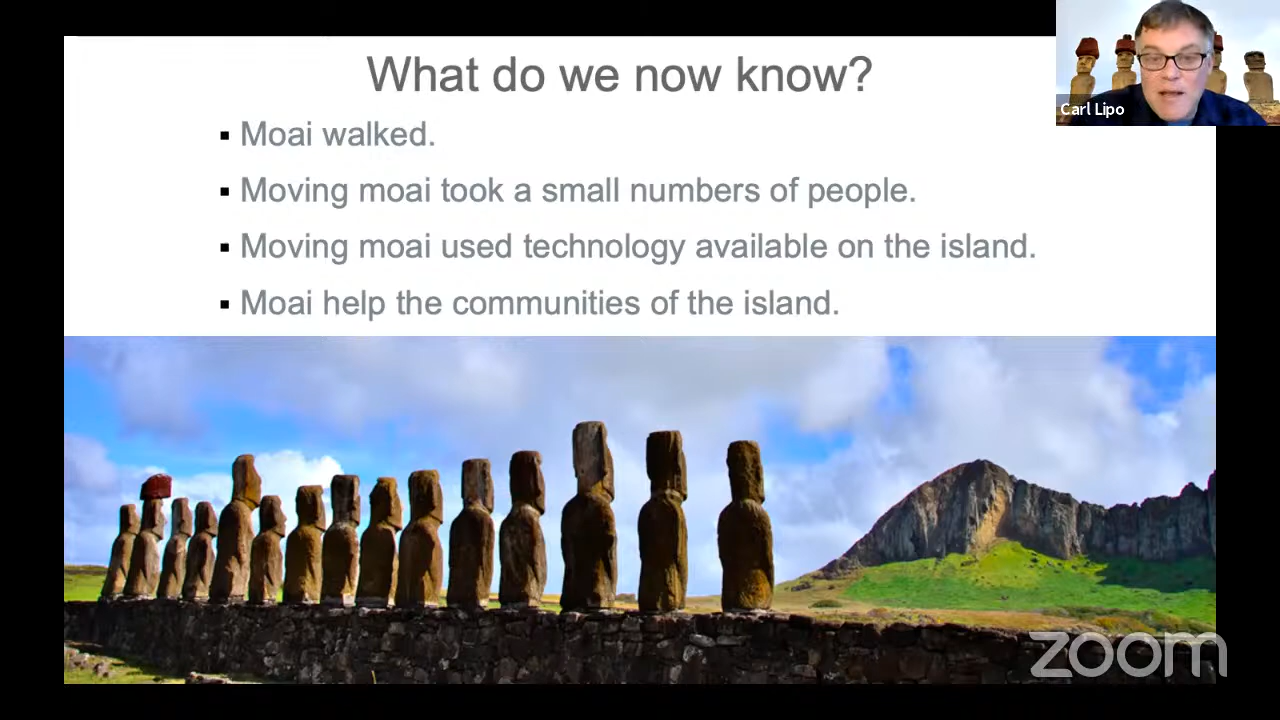 What do we now know?
▪ Moai walked.
▪ Moving moai took a small numbers of people.
▪ Moving moai used technology available on the island.
▪ Moai help the communities of the island.
Carl Lipo
zoom